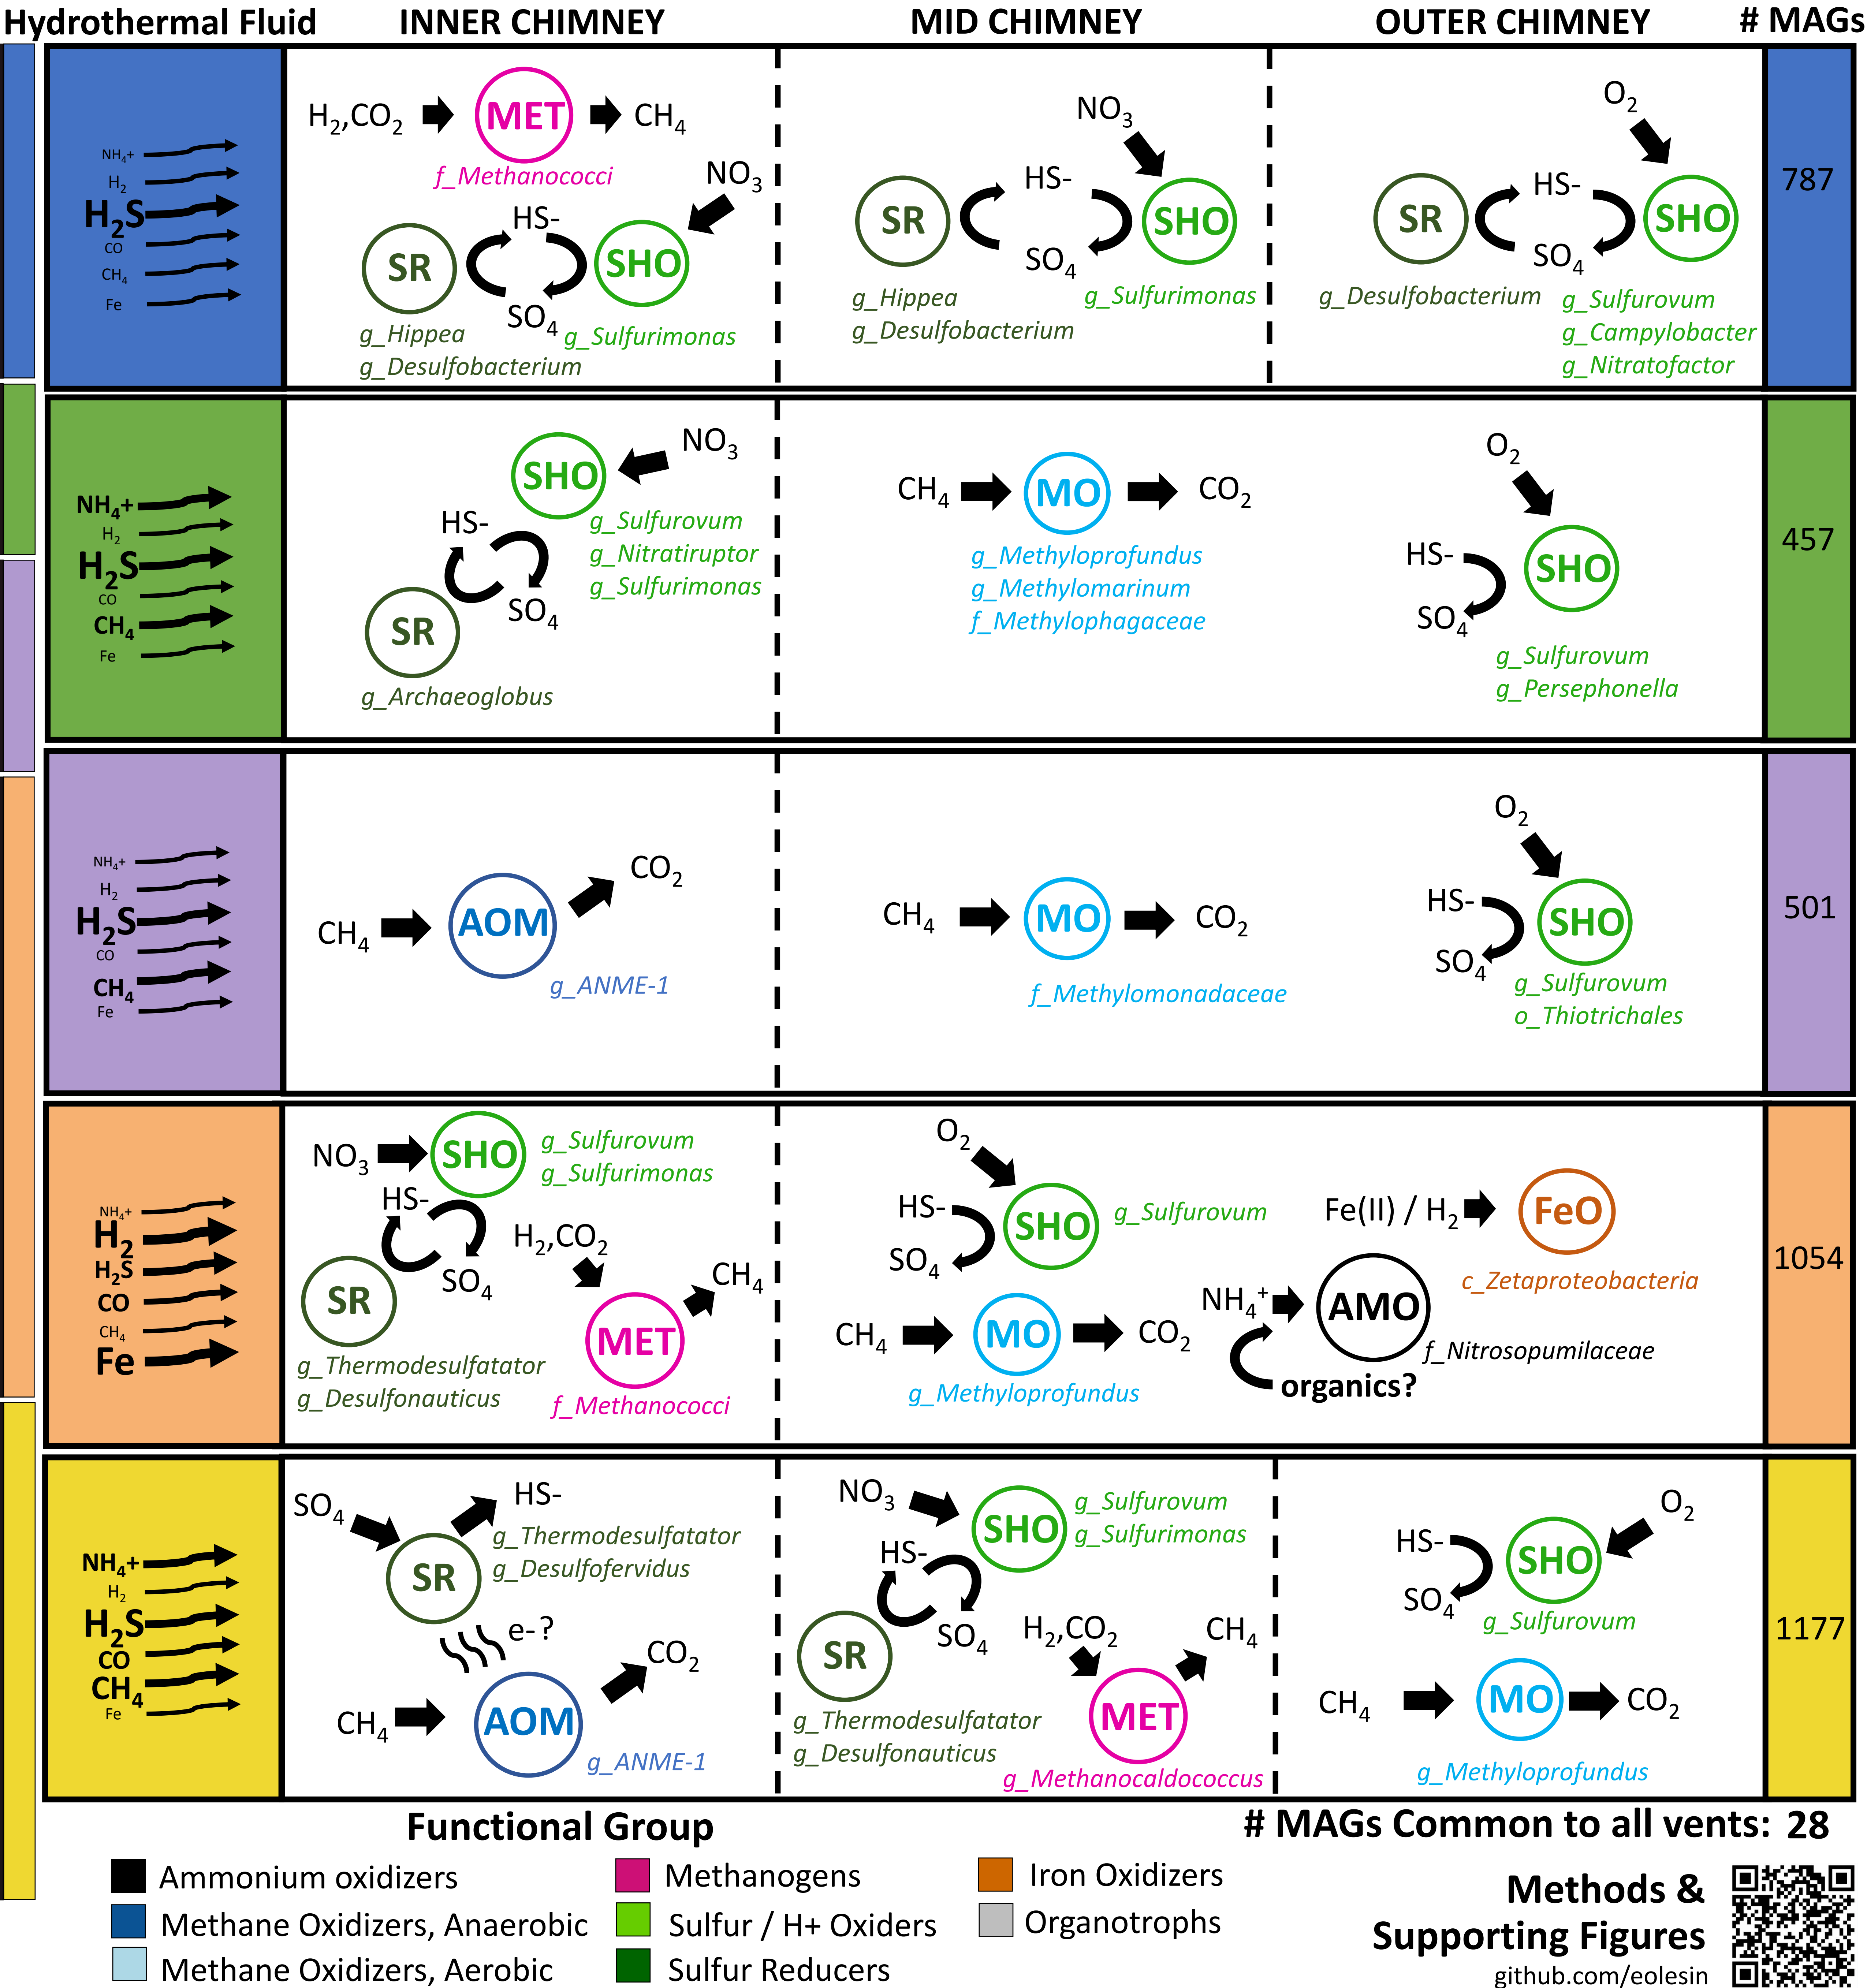 Hydrothermal Fluid INNER CHIMNEY MID CHIMNEY OUTER CHIMNEY # MAGs
NH₄+
H₂
H₂S
CO
CH₄
Fe
H₂,CO₂ MET CH₄
f_Methanococci
NO₃
HS-
SR SHO
SO₄
g_Hippea
g_Desulfobacterium
g_Sulfurimonas
NO₃
HS-
SR SHO
SO₄
g_Hippea
g_Desulfobacterium
g_Sulfurimonas
O₂
HS-
SR SHO
SO₄
g_Desulfobacterium
g_Sulfurovum
g_Campylobacter
g_Nitratofactor
787
NH₄+
H₂
H₂S
CO
CH₄
Fe
SHO NO₃
g_Sulfurovum
g_Nitratiruptor
g_Sulfurimonas
HS-
SO₄
SR
g_Archaeoglobus
CH₄ MO CO₂
g_Methyloprofundus
g_Methylomarinum
f_Methylophagaceae
O₂
HS-
SHO
SO₄
g_Sulfurovum
g_Persephonella
457
NH₄+
H₂
H₂S
CO
CH₄
Fe
CO₂
CH₄ AOM
g_ANME-1
CH₄ MO CO₂
f_Methylomonadaceae
O₂
HS-
SHO
SO₄
g_Sulfurovum
o_Thiotrichales
501
NH₄+
H₂
H₂S
CO
CH₄
Fe
NO₃ SHO
g_Sulfurovum
g_Sulfurimonas
HS-
SO₄
SR
g_Thermodesulfatator
g_Desulfonauticus
H₂,CO₂
CH₄
MET
f_Methanococci
O₂
HS-
SHO g_Sulfurovum
SO₄
CH₄ MO CO₂
g_Methyloprofundus
Fe(II) / H₂ FeO
c_Zetaproteobacteria
NH₄⁺ AMO
f_Nitrosopumilaceae
organics?
1054
NH₄+
H₂
H₂S
CO
CH₄
Fe
SO₄ HS-
SR
g_Thermodesulfatator
g_Desulfofervidus
e-?
CO₂
CH₄ AOM
g_ANME-1
NO₃ SHO
g_Sulfurovum
g_Sulfurimonas
HS-
SO₄
SR
g_Thermodesulfatator
g_Desulfonauticus
H₂,CO₂ CH₄
MET
g_Methanocaldococcus
O₂
HS-
SHO
SO₄
g_Sulfurovum
CH₄ MO CO₂
g_Methyloprofundus
1177
Functional Group
# MAGs Common to all vents: 28
Ammonium oxidizers
Methane Oxidizers, Anaerobic
Methane Oxidizers, Aerobic
Methanogens
Sulfur / H+ Oxiders
Sulfur Reducers
Iron Oxidizers
Organotrophs
Methods &
Supporting Figures
github.com/eolesin